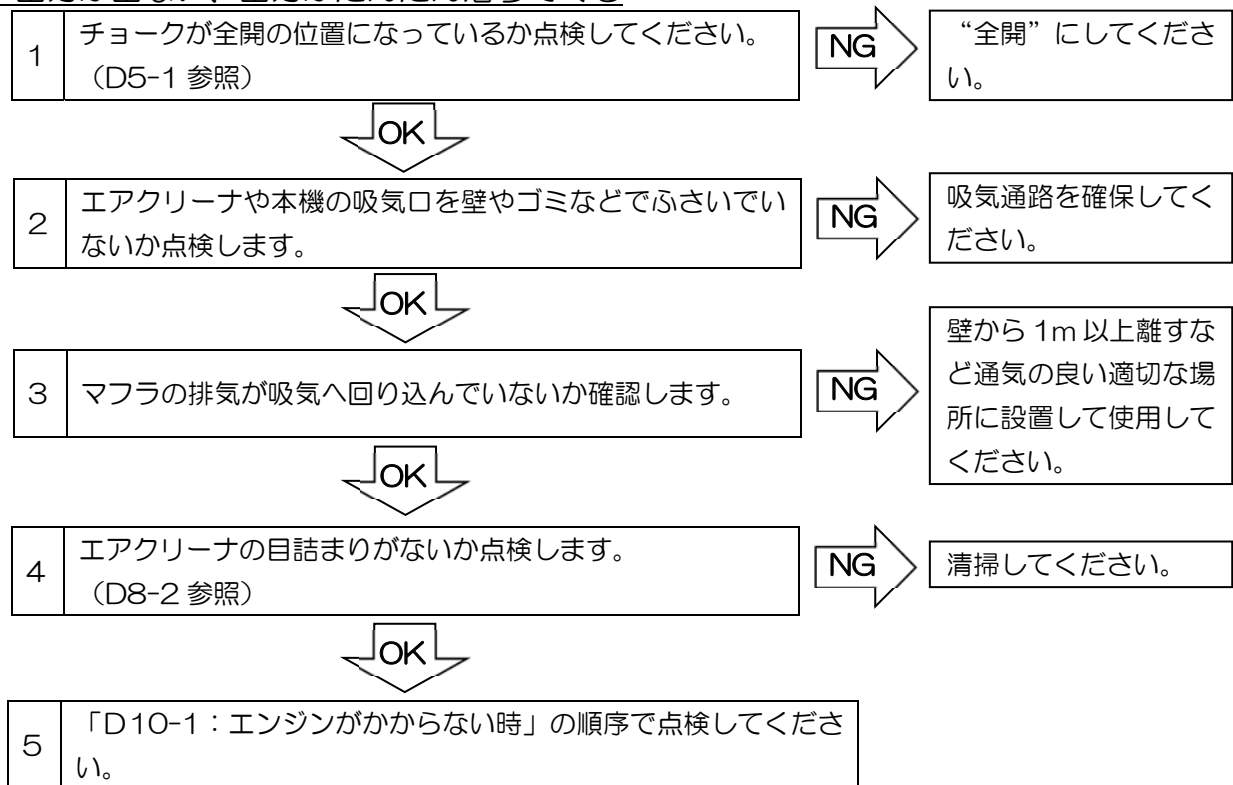 1
チョークが全開の位置になっているか点検してください。
（D5-1 参照）
NG
“全開”にしてくださ
い。
OK
2
エアクリーナや本機の吸気口を壁やゴミなどでふさいでい
ないか点検します。
NG
吸気通路を確保してく
ださい。
OK
3
マフラの排気が吸気へ回り込んでいないか確認します。
NG
壁から 1m 以上離すな
ど通気の良い適切な場
所に設置して使用して
ください。
OK
4
エアクリーナの目詰まりがないか点検します。
（D8-2 参照）
NG
清掃してください。
OK
5
「D10-1：エンジンがかからない時」の順序で点検してくださ
い。